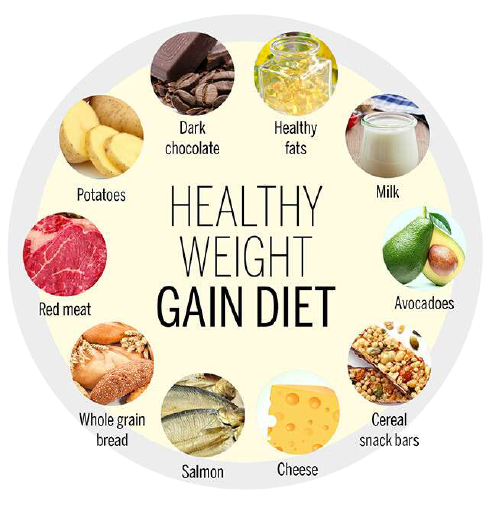 Dark
chocolate
Healthy
fats
Potatoes
Milk
HEALTHY
WEIGHT
GAIN DIET
Red meat
Avocadoes
Whole grain
bread
Cereal
snack bars
Salmon
Cheese